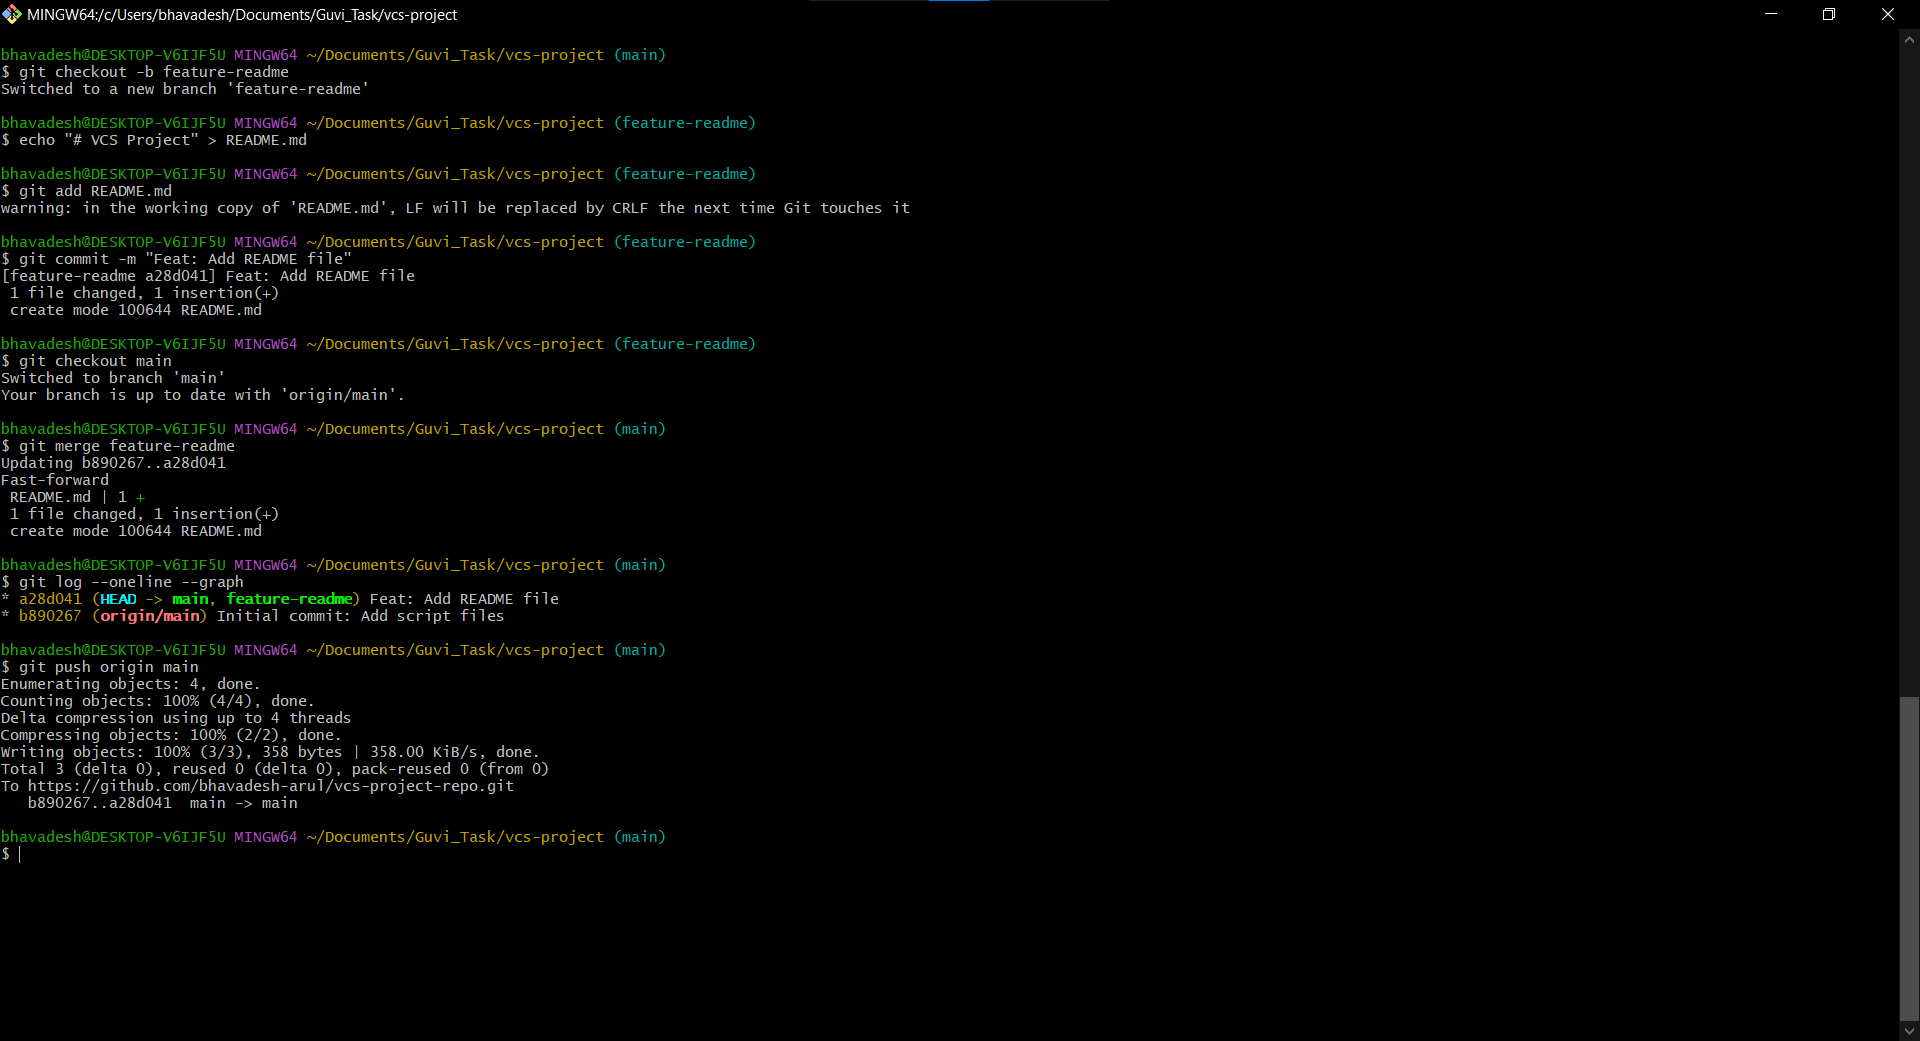 MINGW64:/c/Users/bhavadesh/Documents/Guvi_Task/vcs-project
bhavadesh@DESKTOP-V6IJF5U MINGW64 ~/Documents/Guvi_Task/vcs-project (main)
$ git checkout -b feature-readme
Switched to a new branch 'feature-readme'
bhavadesh@DESKTOP-V6IJF5U MINGW64 ~/Documents/Guvi_Task/vcs-project (feature-readme)
$ echo "# VCS Project" > README.md
bhavadesh@DESKTOP-V6IJF5U MINGW64 ~/Documents/Guvi_Task/vcs-project (feature-readme)
$ git add README.md
warning: in the working copy of 'README.md', LF will be replaced by CRLF the next time Git touches it
bhavadesh@DESKTOP-V6IJF5U MINGW64 ~/Documents/Guvi_Task/vcs-project (feature-readme)
$ git commit -m "Feat: Add README file"
[feature-readme a28d041] Feat: Add README file
 1 file changed, 1 insertion(+)
 create mode 100644 README.md
bhavadesh@DESKTOP-V6IJF5U MINGW64 ~/Documents/Guvi_Task/vcs-project (feature-readme)
$ git checkout main
Switched to branch 'main'
Your branch is up to date with 'origin/main'.
bhavadesh@DESKTOP-V6IJF5U MINGW64 ~/Documents/Guvi_Task/vcs-project (main)
$ git merge feature-readme
Updating b890267..a28d041
Fast-forward
 README.md | 1 +
 1 file changed, 1 insertion(+)
 create mode 100644 README.md
bhavadesh@DESKTOP-V6IJF5U MINGW64 ~/Documents/Guvi_Task/vcs-project (main)
$ git log --oneline --graph
* a28d041 (HEAD -> main, feature-readme) Feat: Add README file
* b890267 (origin/main) Initial commit: Add script files
bhavadesh@DESKTOP-V6IJF5U MINGW64 ~/Documents/Guvi_Task/vcs-project (main)
$ git push origin main
Enumerating objects: 4, done.
Counting objects: 100% (4/4), done.
Delta compression using up to 4 threads
Compressing objects: 100% (2/2), done.
Writing objects: 100% (3/3), 358 bytes | 358.00 KiB/s, done.
Total 3 (delta 0), reused 0 (delta 0), pack-reused 0 (from 0)
To https://github.com/bhavadesh-arul/vcs-project-repo.git
   b890267..a28d041  main -> main
bhavadesh@DESKTOP-V6IJF5U MINGW64 ~/Documents/Guvi_Task/vcs-project (main)
$